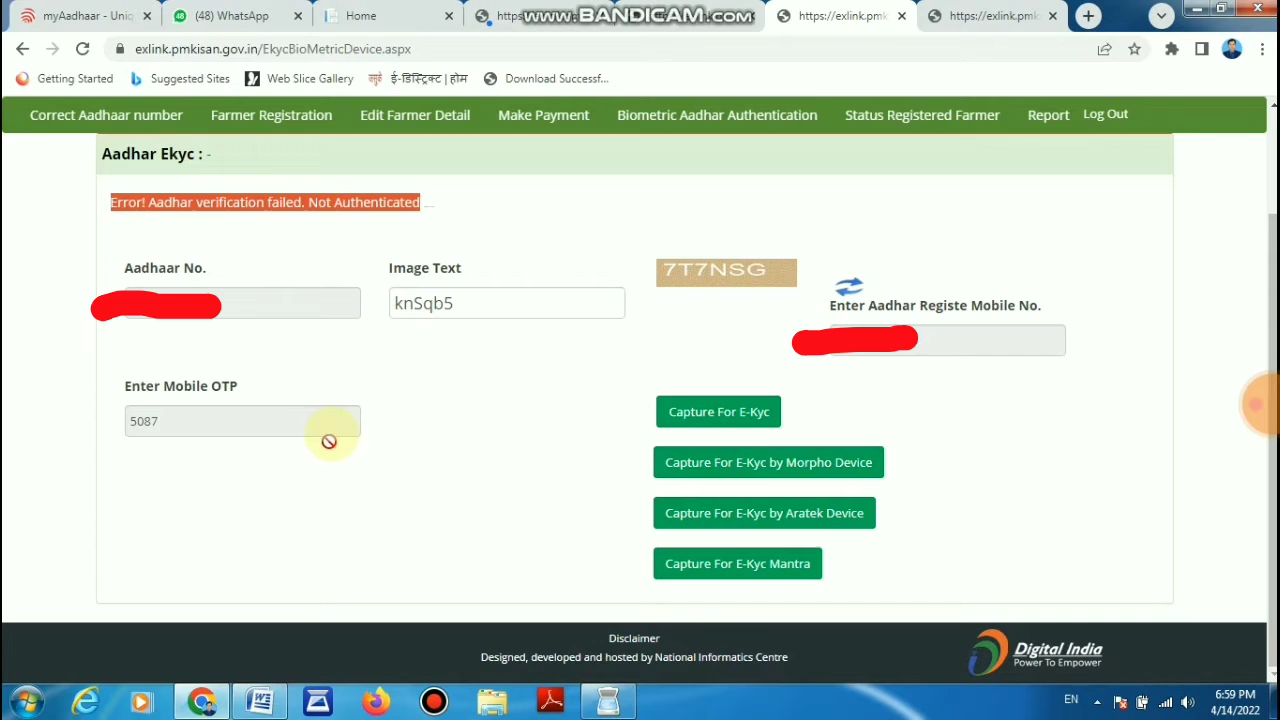 myAadhar - Uniq
(48) WhatsApp
Home
https:
WWW.BANDICAM.COM
https://exlink.pmk
https://exlink.pmk
exlink.pmkisan.gov.in/EkycBioMetricDevice.aspx
Getting Started
Suggested Sites
Web Slice Gallery
ई-डिस्ट्रिक्ट | होम
Download Successf...
Correct Aadhaar number
Farmer Registration
Edit Farmer Detail
Make Payment
Biometric Aadhar Authentication
Status Registered Farmer
Report
Log Out
Aadhar Ekyc : -
Error! Aadhar verification failed. Not Authenticated
Aadhaar No.
Image Text
7T7NSG
knSqb5
Enter Aadhar Registe Mobile No.
Enter Mobile OTP
5087
Capture For E-Kyc
Capture For E-Kyc by Morpho Device
Capture For E-Kyc by Aratek Device
Capture For E-Kyc Mantra
Disclaimer
Designed, developed and hosted by National Informatics Centre
Digital India
Power To Empower
EN
6:59 PM
4/14/2022